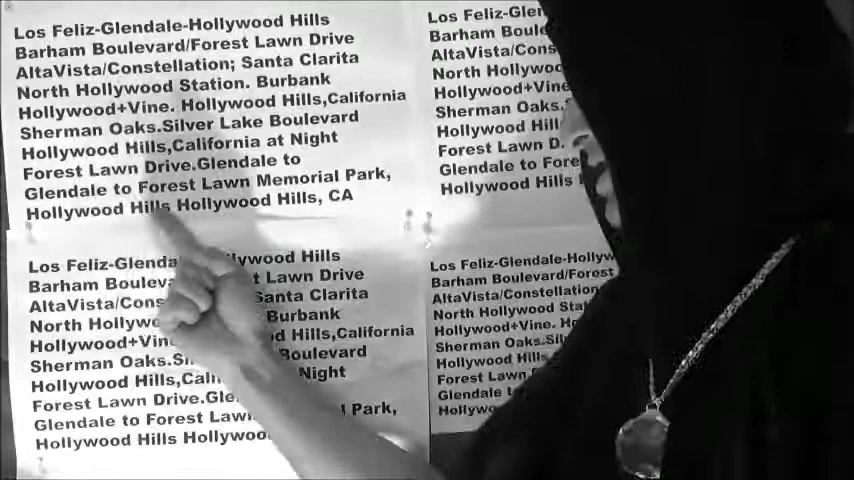 Los Feliz-Glendale-Hollywood Hills
Barham Boulevard/Forest Lawn Drive
AltaVista/Constellation; Santa Clarita
North Hollywood Station. Burbank
Hollywood+Vine. Hollywood Hills,California
Sherman Oaks.Silver Lake Boulevard
Hollywood Hills,California at Night
Forest Lawn Drive.Glendale to
Glendale to Forest Lawn Memorial Park,
Hollywood Hills Hollywood Hills, CA
Los Feliz-Glen
Barham Boule
AltaVista/Cons
North Hollywo
Hollywood+Vine
Sherman Oaks.
Hollywood Hill
Forest Lawn D
Glendale to Fore
Hollywood Hills
Los Feliz-Glenda lywood Hills
Barham Boulev t Lawn Drive
AltaVista/Cons Santa Clarita
North Hollywo Burbank
Hollywood+Vin d Hills,California
Sherman Oaks.S Boulevard
Hollywood Hills,Cali Night
Forest Lawn Drive.Gle
Glendale to Forest Law l Park,
Hollywood Hills Hollywoo
Los Feliz-Glendale-Hollyw
Barham Boulevard/Forest
AltaVista/Constellation
North Hollywood Stat
Hollywood+Vine. H
Sherman Oaks.Sil
Hollywood Hills
Forest Lawn
Glendale t
Hollywo